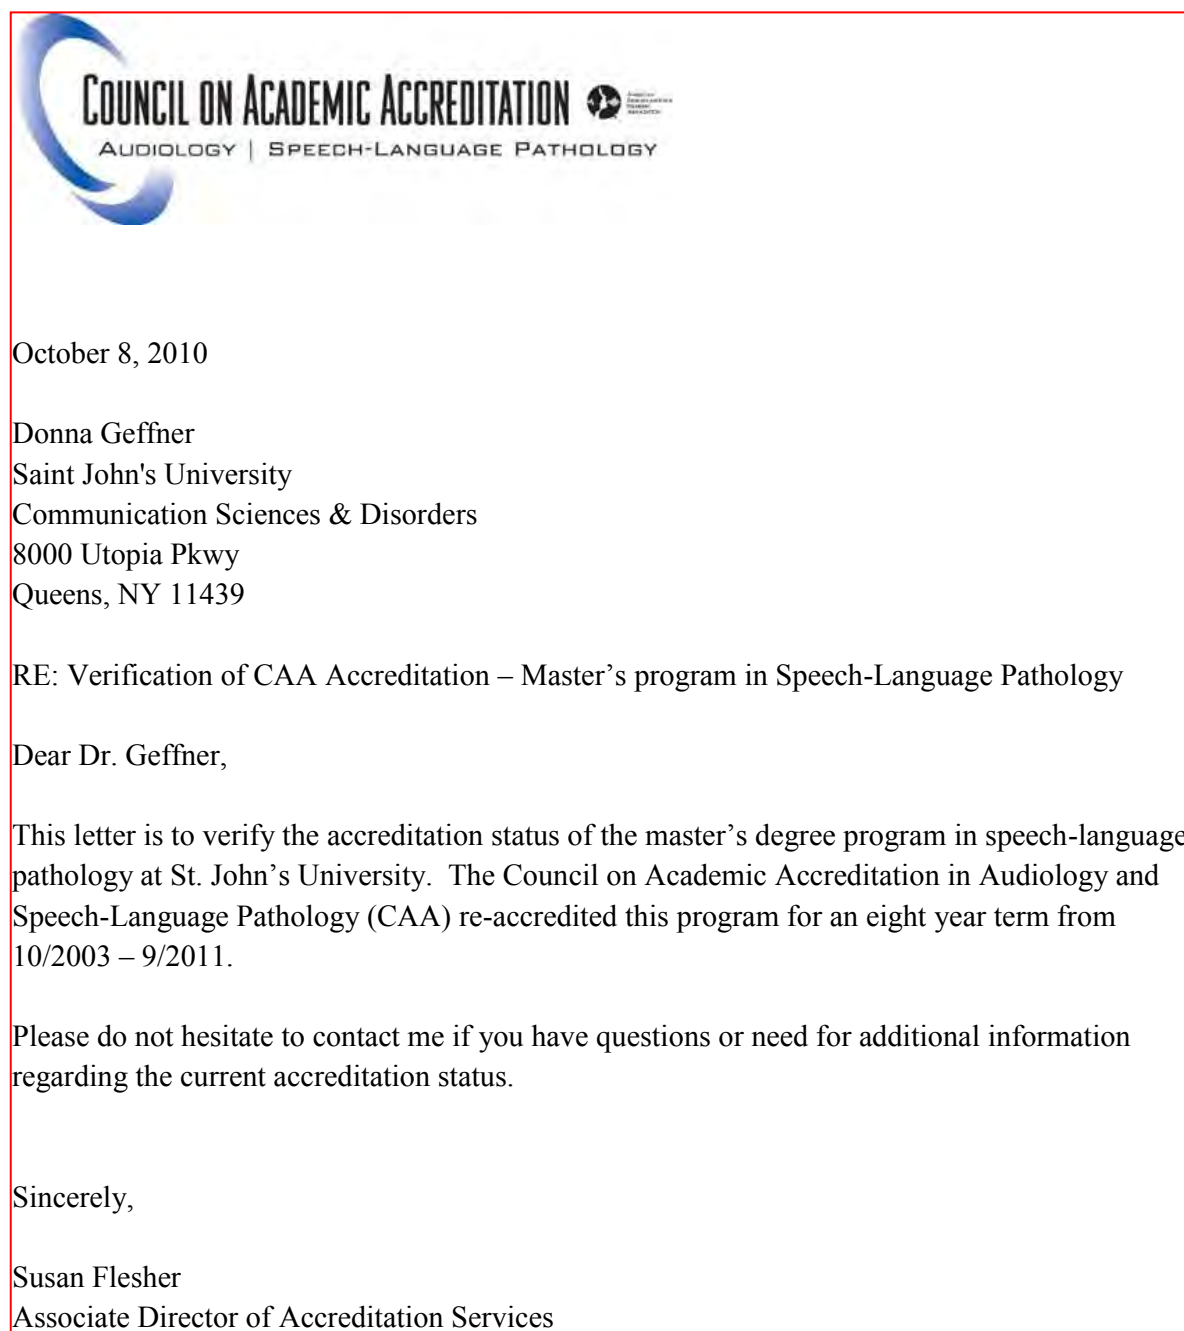 COUNCIL ON ACADEMIC ACCREDITATION
AUDIOLOGY | SPEECH-LANGUAGE PATHOLOGY
October 8, 2010
Donna Geffner
Saint John's University
Communication Sciences & Disorders
8000 Utopia Pkwy
Queens, NY 11439
RE: Verification of CAA Accreditation – Master’s program in Speech-Language Pathology
Dear Dr. Geffner,
This letter is to verify the accreditation status of the master’s degree program in speech-language
pathology at St. John’s University.  The Council on Academic Accreditation in Audiology and
Speech-Language Pathology (CAA) re-accredited this program for an eight year term from
10/2003 – 9/2011.
Please do not hesitate to contact me if you have questions or need for additional information
regarding the current accreditation status.
Sincerely,
Susan Flesher
Associate Director of Accreditation Services